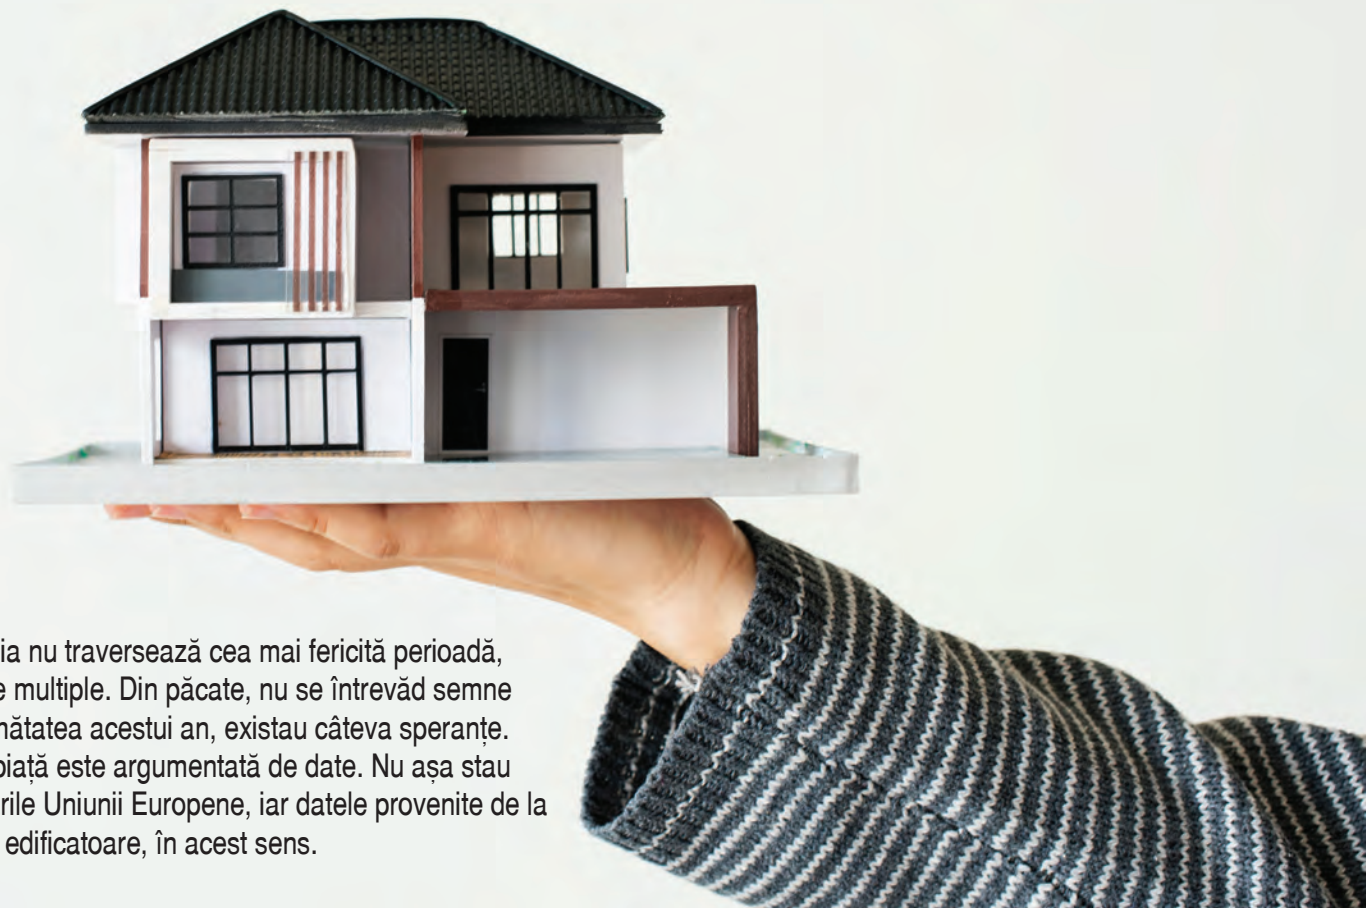 ia nu traversează cea mai fericită perioadă,
e multiple. Din păcate, nu se întrevăd semne
nătatea acestui an, existau câteva speranțe.
piață este argumentată de date. Nu așa stau
rile Uniunii Europene, iar datele provenite de la
edificatoare, în acest sens.